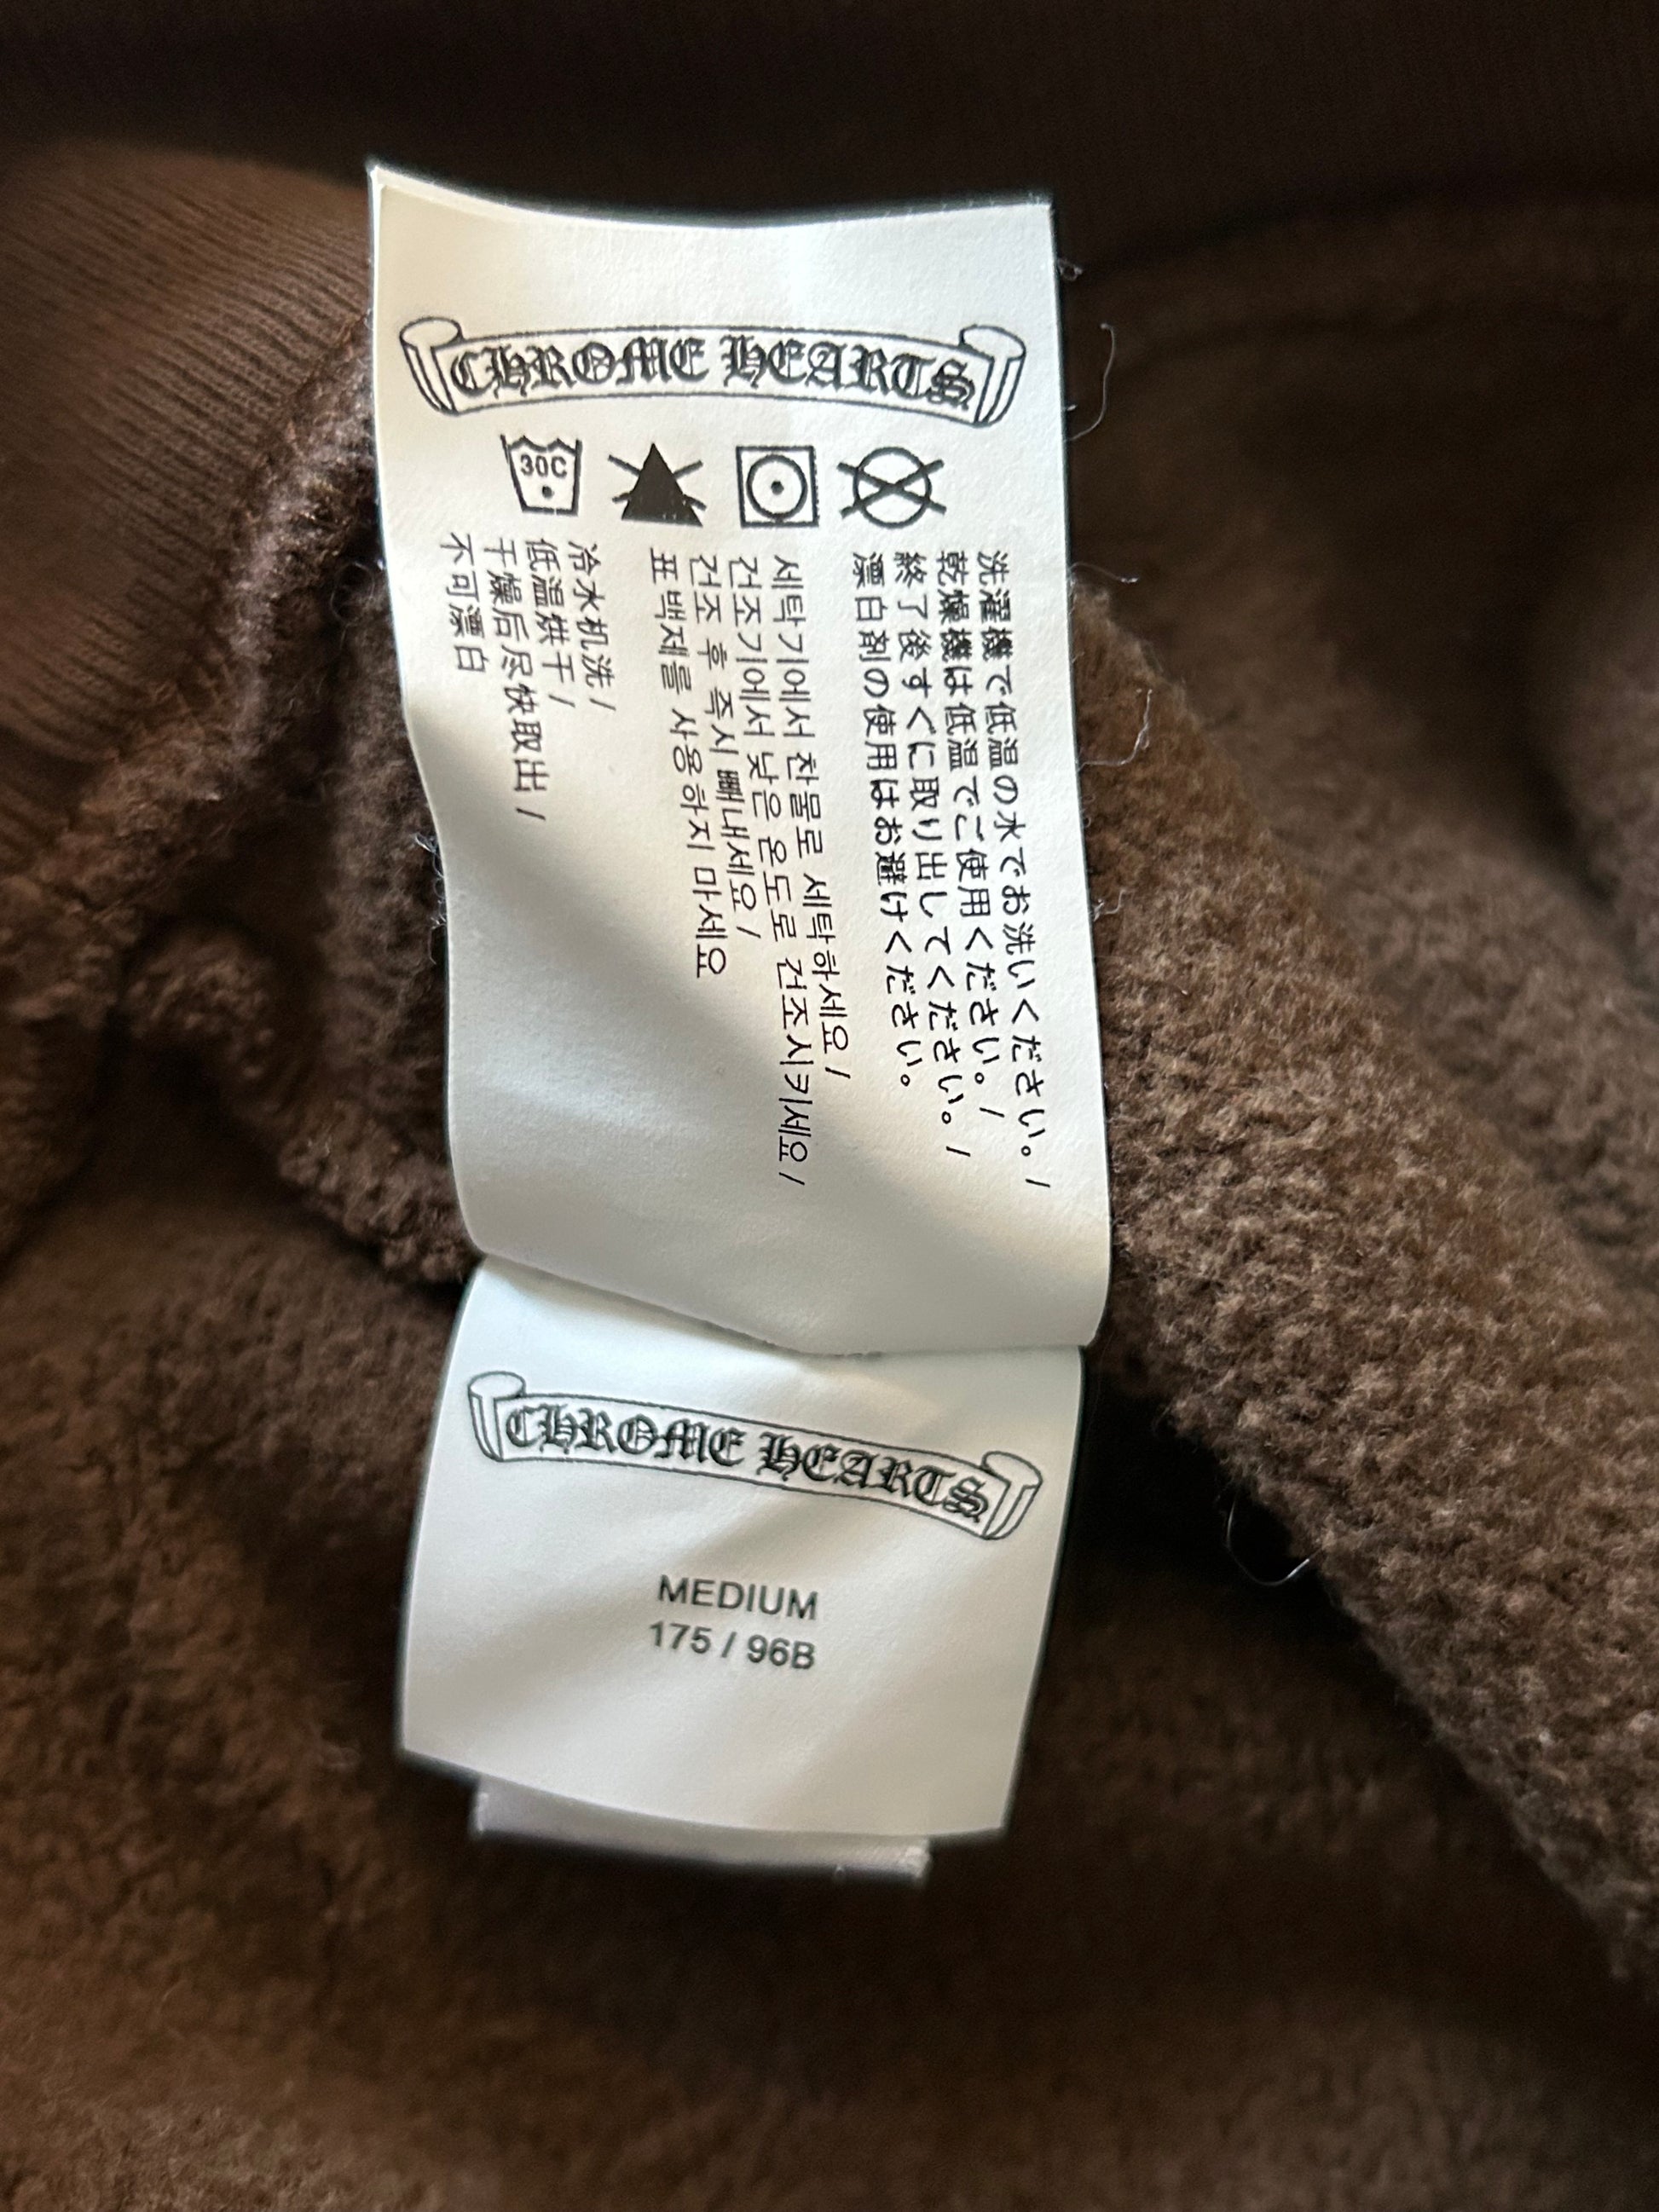 CHROME HEARTS
30C
洗濯機で低温の水でお洗いください。/
乾燥機は低温でご使用ください。/
終了後すぐに取り出してください。/
漂白剤の使用はお避けください。
세탁기에서 찬물로 세탁하세요 /
건조기에서 낮은 온도로 건조시키세요 /
건조 후 즉시 빼내세요 /
표백제를 사용하지 마세요
冷水机洗 /
低温烘干 /
干燥后尽快取出 /
不可漂白
CHROME HEARTS
MEDIUM
175 / 96B